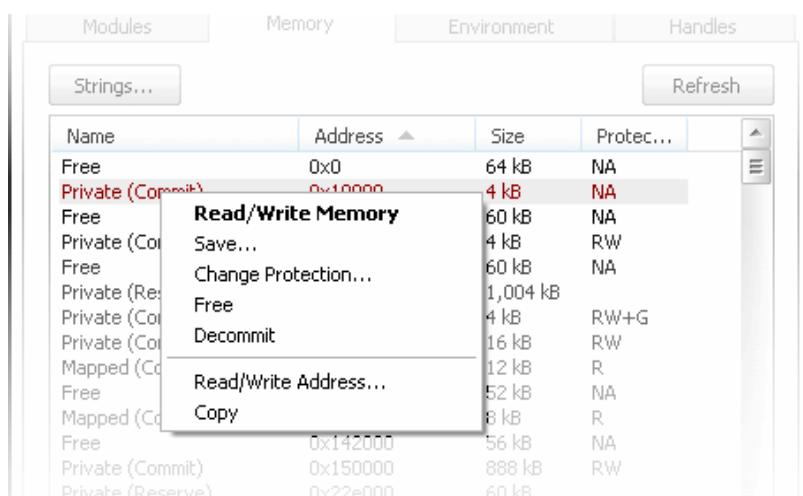 Modules Memory Environment Handles
Strings... Refresh
Name Address Size Protec...
Free 0x0 64 kB NA
Private (Commit) 0x10000 4 kB NA
Free 60 kB NA
Read/Write Memory
Private (Co 4 kB RW
Save...
Free 60 kB NA
Change Protection...
Private (Res 1,004 kB
Free
Private (Co 4 kB RW+G
Private (Co 16 kB RW
Decommit
Mapped (Co 12 kB R
Read/Write Address...
Free 52 kB NA
Mapped (Co 8 kB R
Copy
Free 0x142000 56 kB NA
Private (Commit) 0x150000 888 kB RW
Private (Reserve) 0x22e000 60 kB